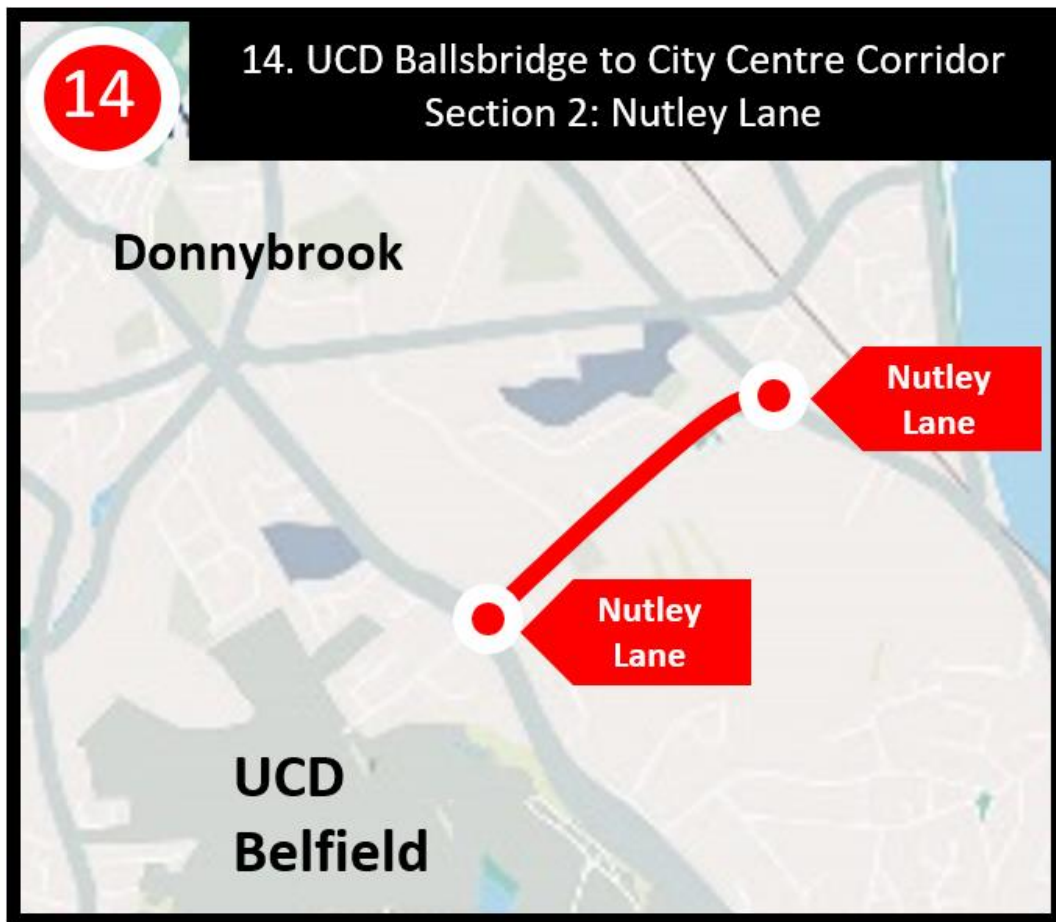 14
14. UCD Ballsbridge to City Centre Corridor
Section 2: Nutley Lane
Donnybrook
Nutley
Lane
Nutley
Lane
UCD
Belfield